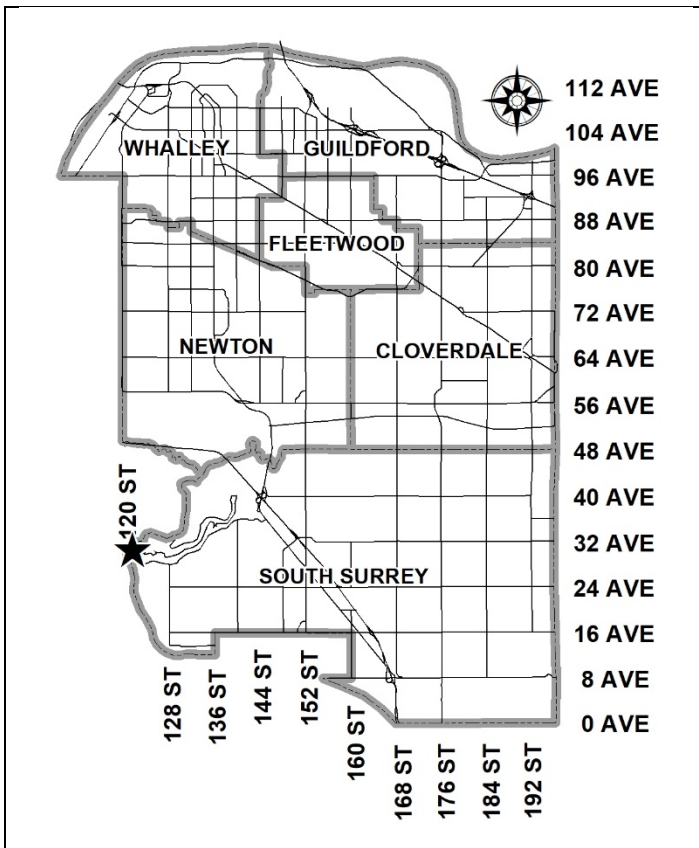 112 AVE
104 AVE
WHALLEY
GUILDFORD
96 AVE
88 AVE
FLEETWOOD
80 AVE
72 AVE
NEWTON
CLOVERDALE
64 AVE
56 AVE
48 AVE
120 ST
40 AVE
32 AVE
SOUTH SURREY
24 AVE
16 AVE
8 AVE
0 AVE
128 ST
136 ST
144 ST
152 ST
160 ST
168 ST
176 ST
184 ST
192 ST